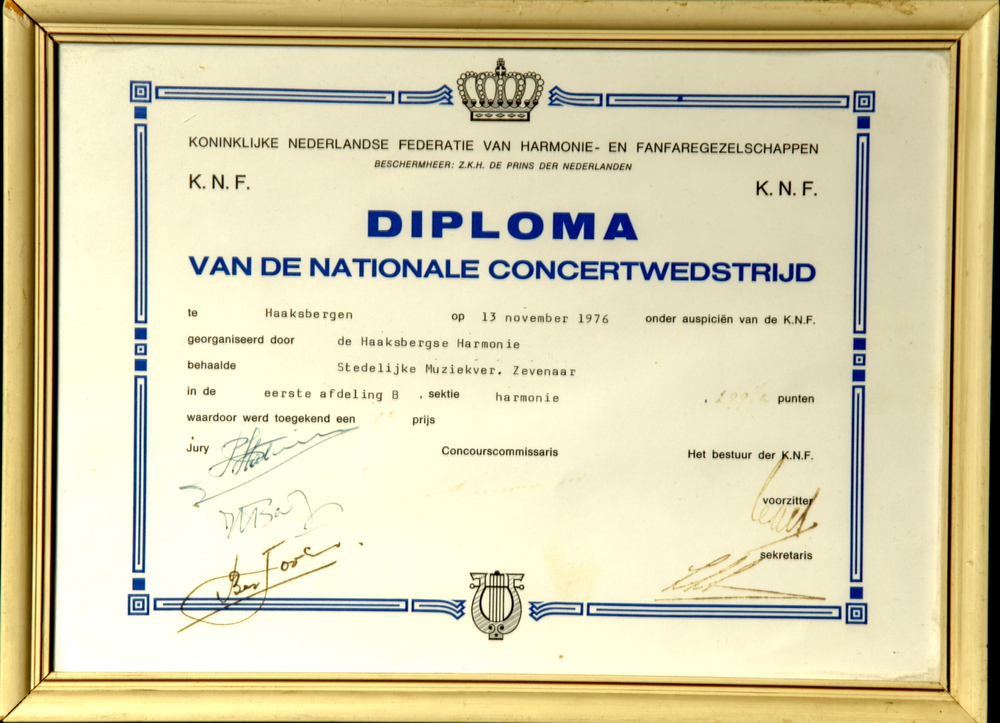 KONINKLIJKE NEDERLANDSE FEDERATIE VAN HARMONIE- EN FANFAREGEZELSCHAPPEN
BESCHERMHEER: Z.K.H. DE PRINS DER NEDERLANDEN
K. N. F. K. N. F.
DIPLOMA
VAN DE NATIONALE CONCERTWEDSTRIJD
te Haaksbergen op 13 november 1976 onder auspiciën van de K.N.F.
georganiseerd door de Haaksbergse Harmonie
behaalde Stedelijke Muziekver. Zevenaar
in de eerste afdeling B , sektie harmonie , punten
waardoor werd toegekend een prijs
Jury Concourscommissaris Het bestuur der K.N.F.
voorzitter
sekretaris